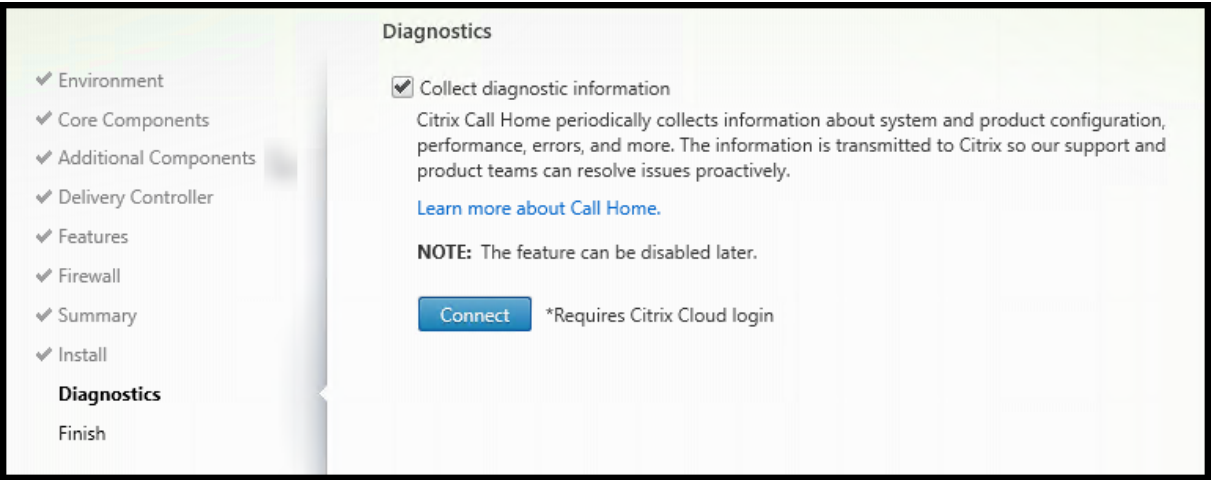 Diagnostics
Environment
Core Components
Additional Components
Delivery Controller
Features
Firewall
Summary
Install
Diagnostics
Finish
Collect diagnostic information
Citrix Call Home periodically collects information about system and product configuration,
performance, errors, and more. The information is transmitted to Citrix so our support and
product teams can resolve issues proactively.
Learn more about Call Home.
NOTE: The feature can be disabled later.
Connect *Requires Citrix Cloud login